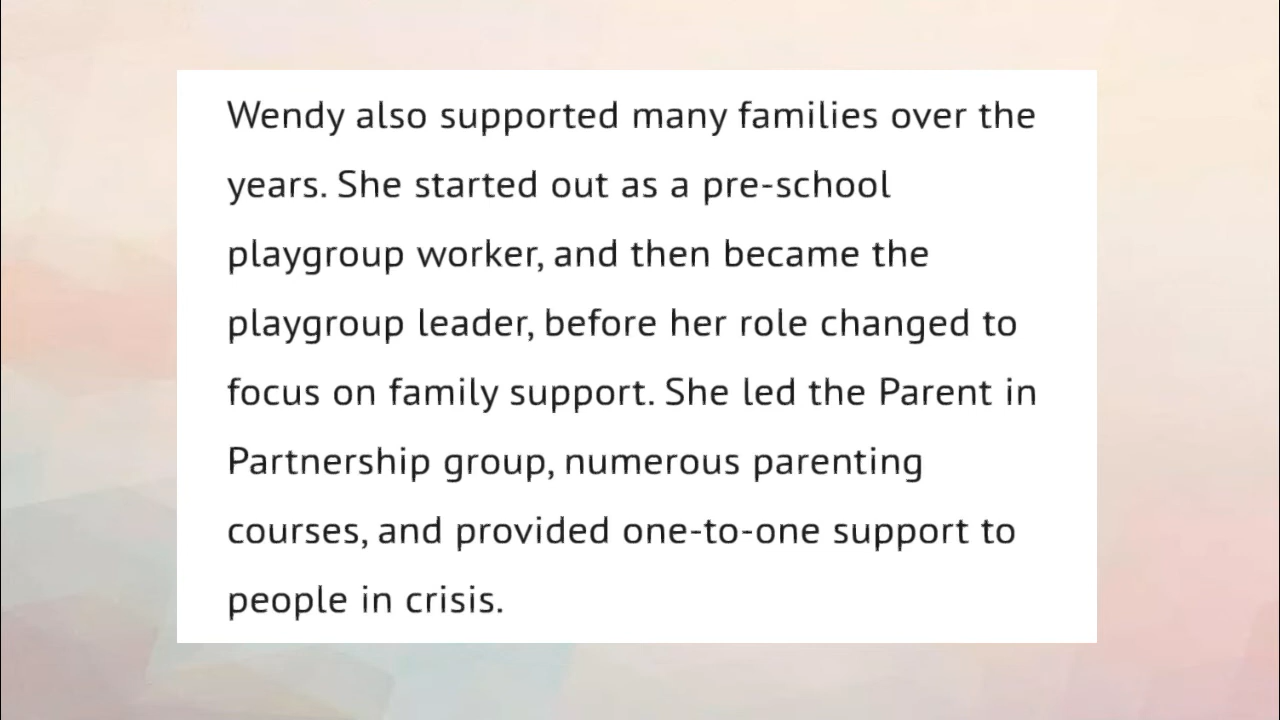 Wendy also supported many families over the
years. She started out as a pre-school
playgroup worker, and then became the
playgroup leader, before her role changed to
focus on family support. She led the Parent in
Partnership group, numerous parenting
courses, and provided one-to-one support to
people in crisis.